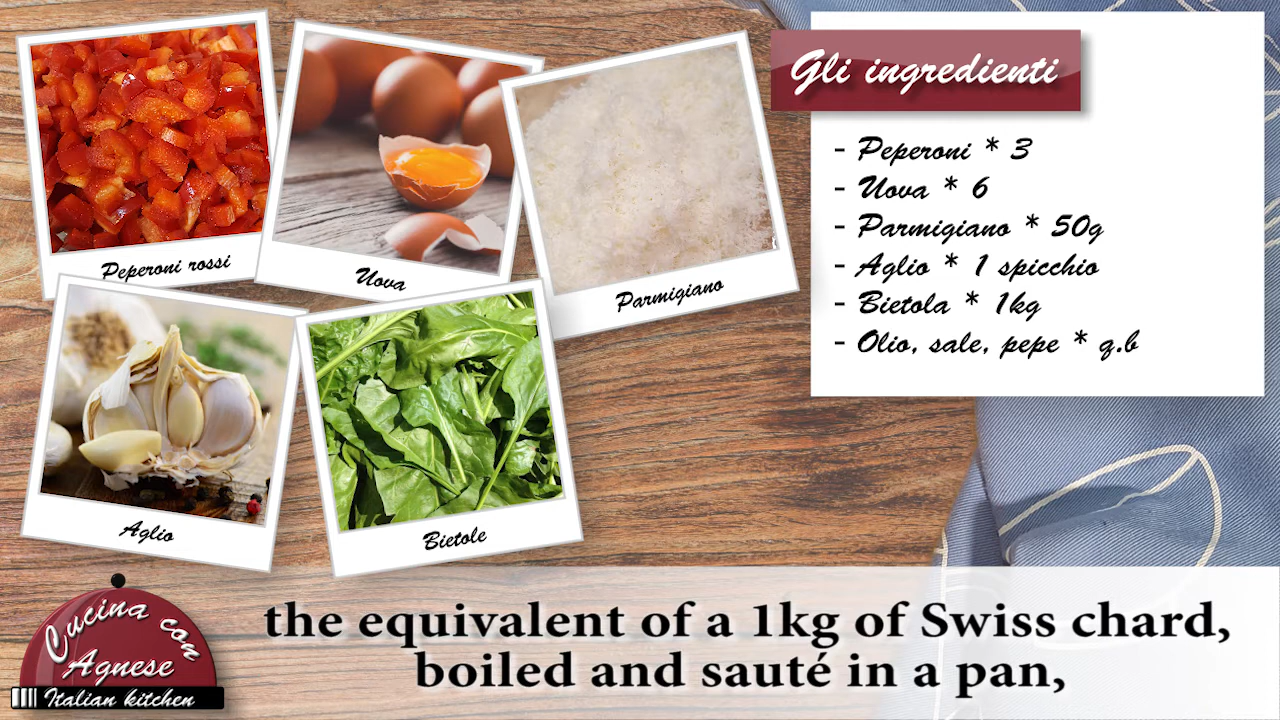 Gli ingredienti
- Peperoni * 3
- Uova * 6
- Parmigiano * 50g
- Aglio * 1 spicchio
- Bietola * 1kg
- Olio, sale, pepe * q.b
Peperoni rossi
Uova
Parmigiano
Aglio
Bietole
Cucina con
Agnese
Italian kitchen
the equivalent of a 1kg of Swiss chard,
boiled and sauté in a pan,